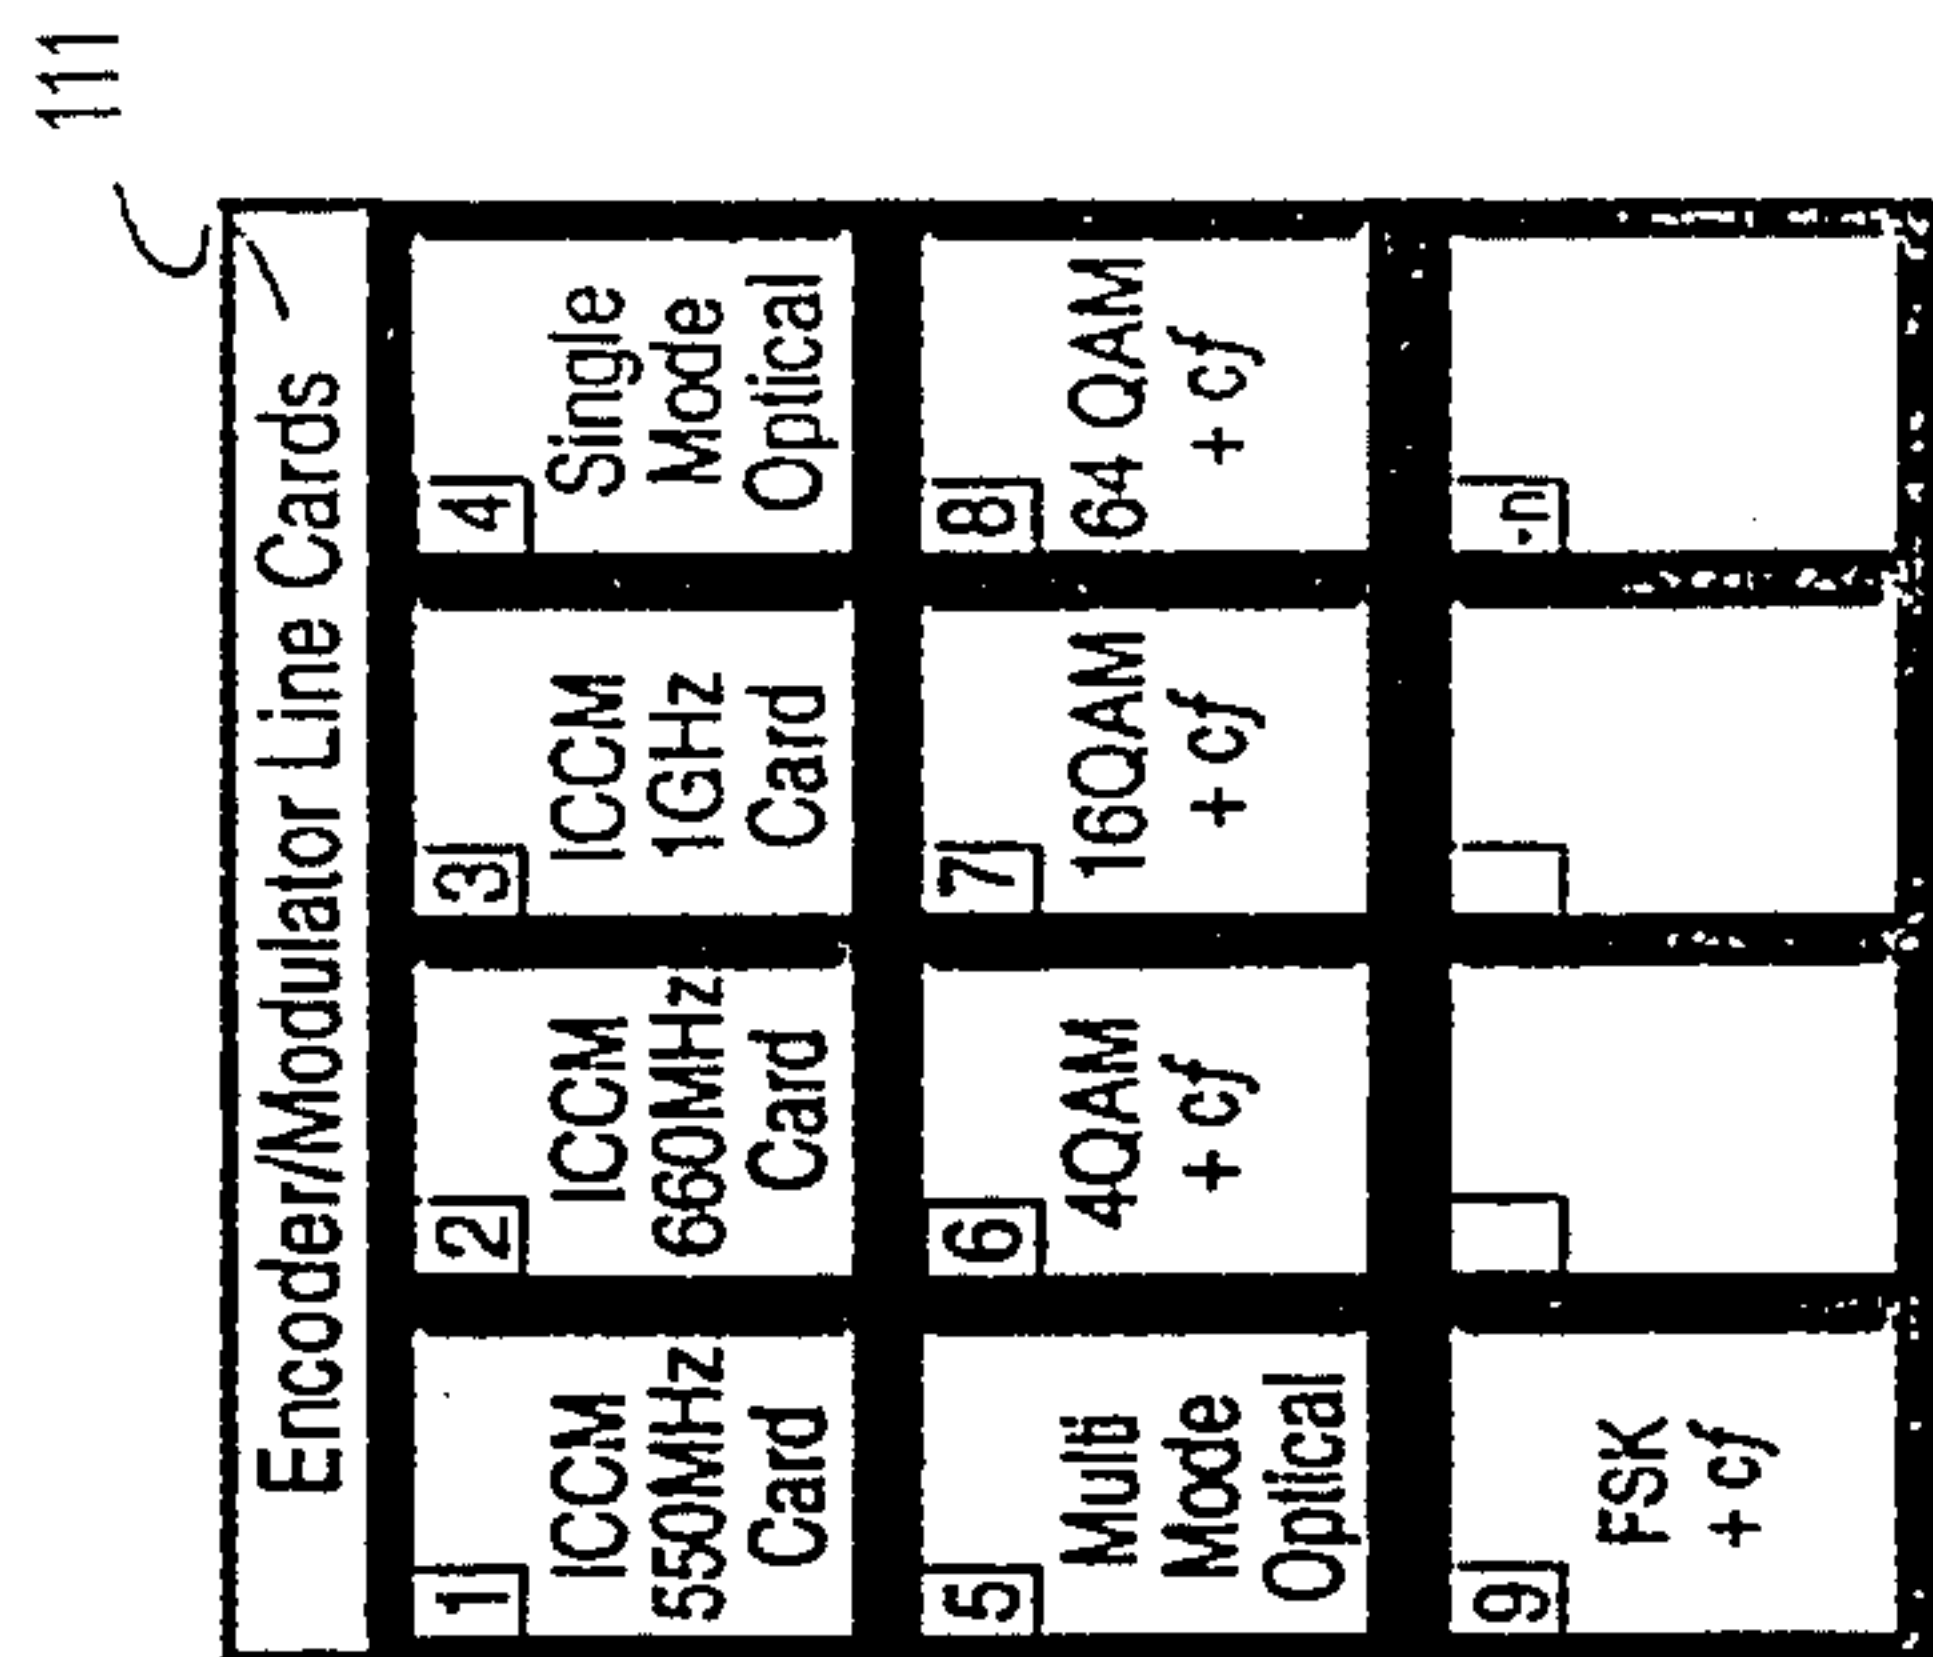 111
Encoder/Modulator Line Cards
1
ICCM
550MHz
Card
2
ICCM
660MHz
Card
3
ICCM
1GHz
Card
4
Single
Mode
Optical
5
Multi
Mode
Optical
6
4QAM
+ cf
7
16QAM
+ cf
8
64 QAM
+ cf
9
FSK
+ cf
·n